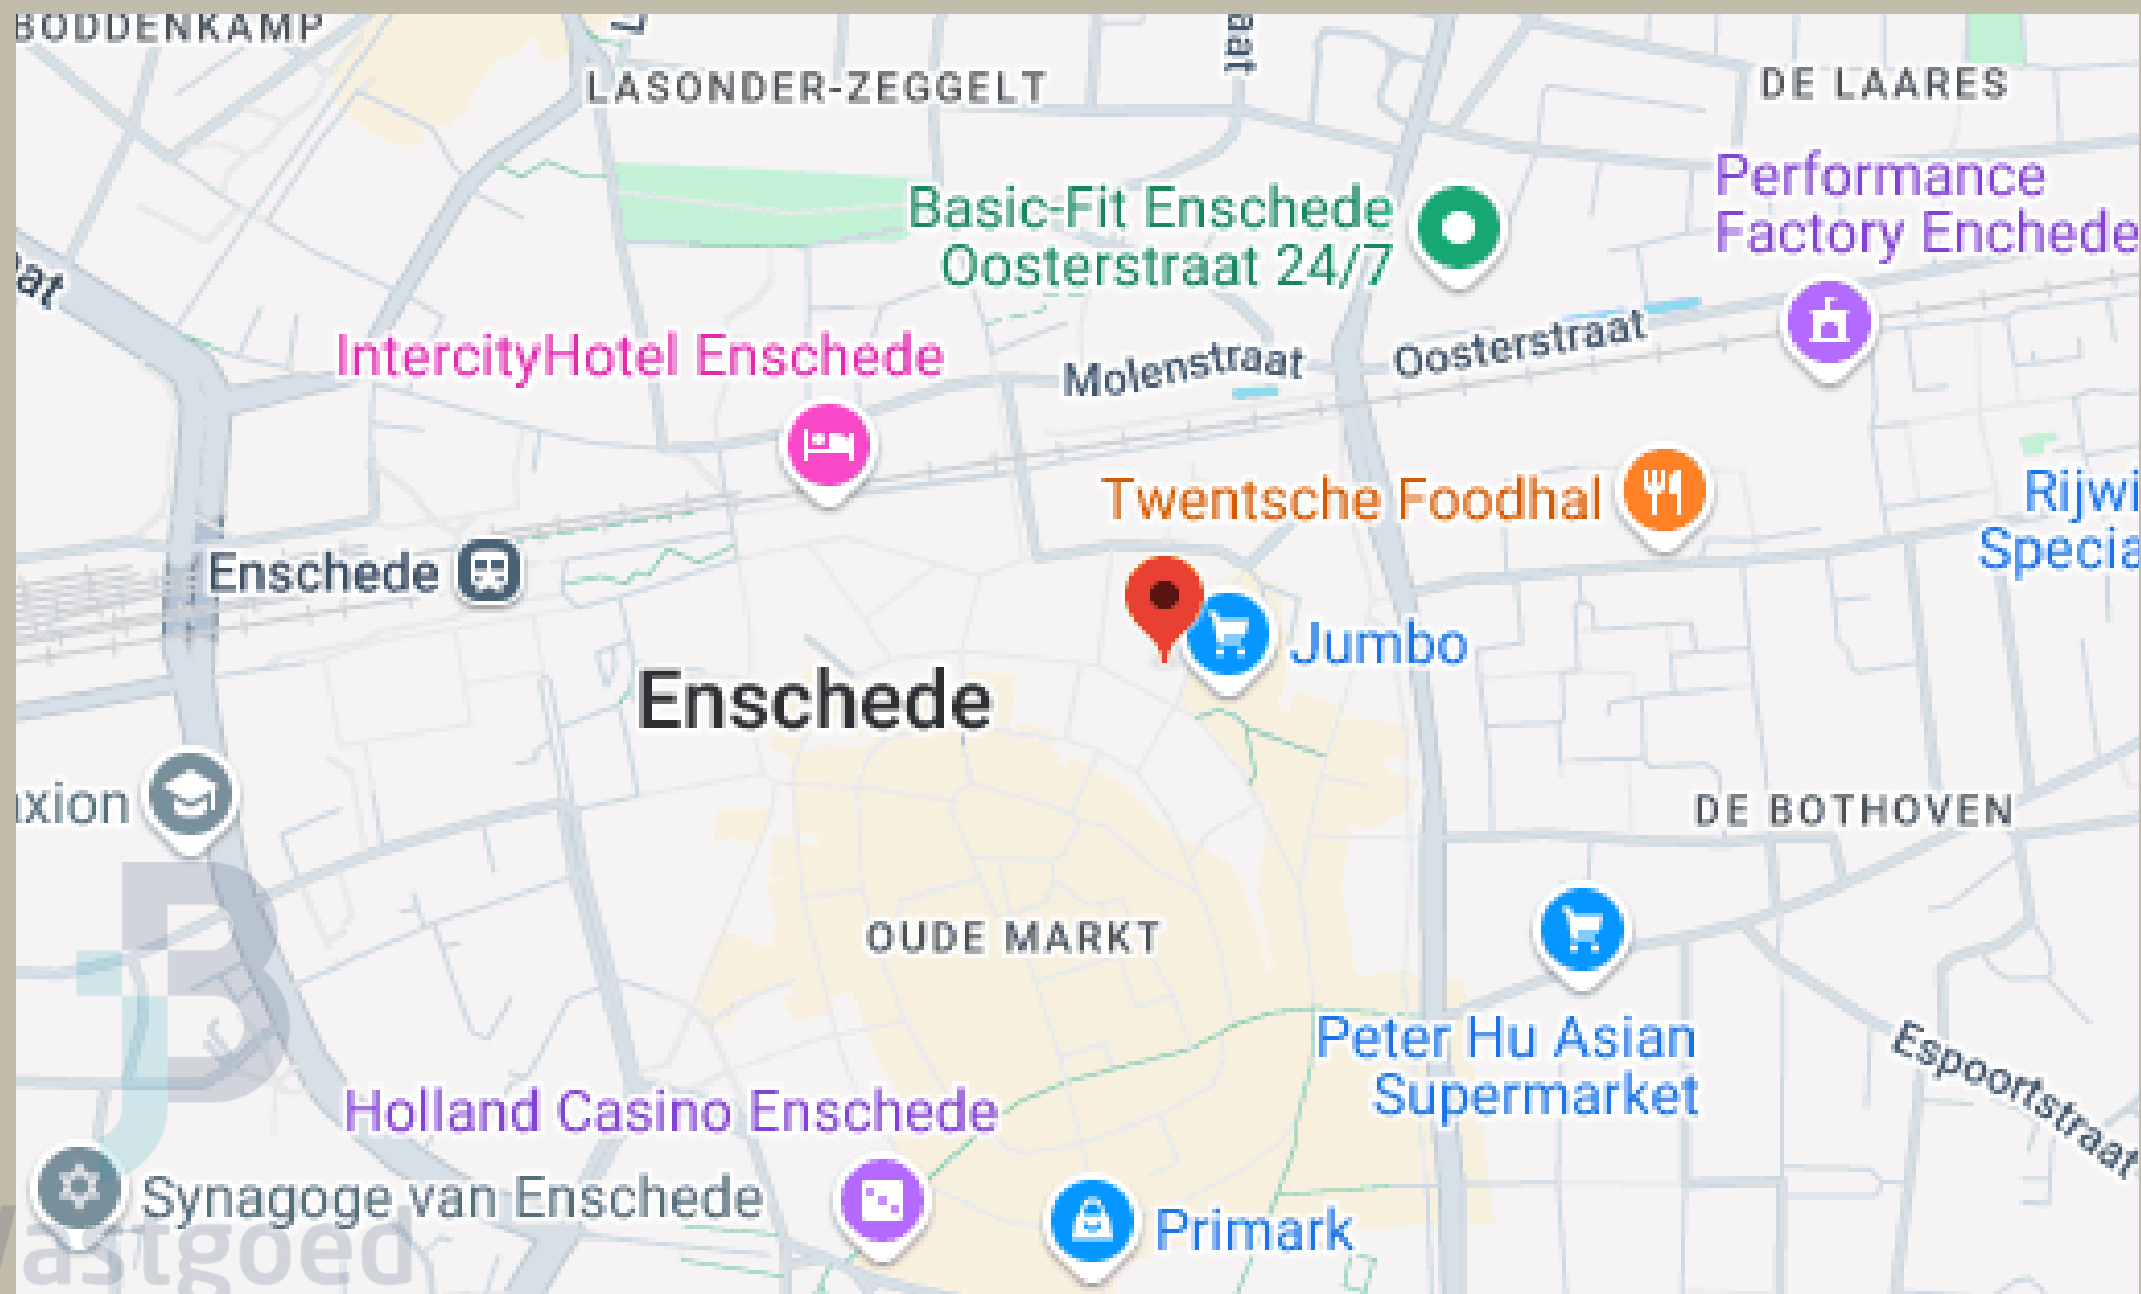 BODDENKAMP
LASONDER-ZEGGELT
DE LAARES
Performance
Factory Enchede
Basic-Fit Enschede
Oosterstraat 24/7
IntercityHotel Enschede
Molenstraat
Oosterstraat
Twentsche Foodhal
Enschede
Jumbo
Enschede
DE BOTHOVEN
OUDE MARKT
Peter Hu Asian
Supermarket
Espoortstraat
Holland Casino Enschede
Synagoge van Enschede
Primark
JB
Vastgoed